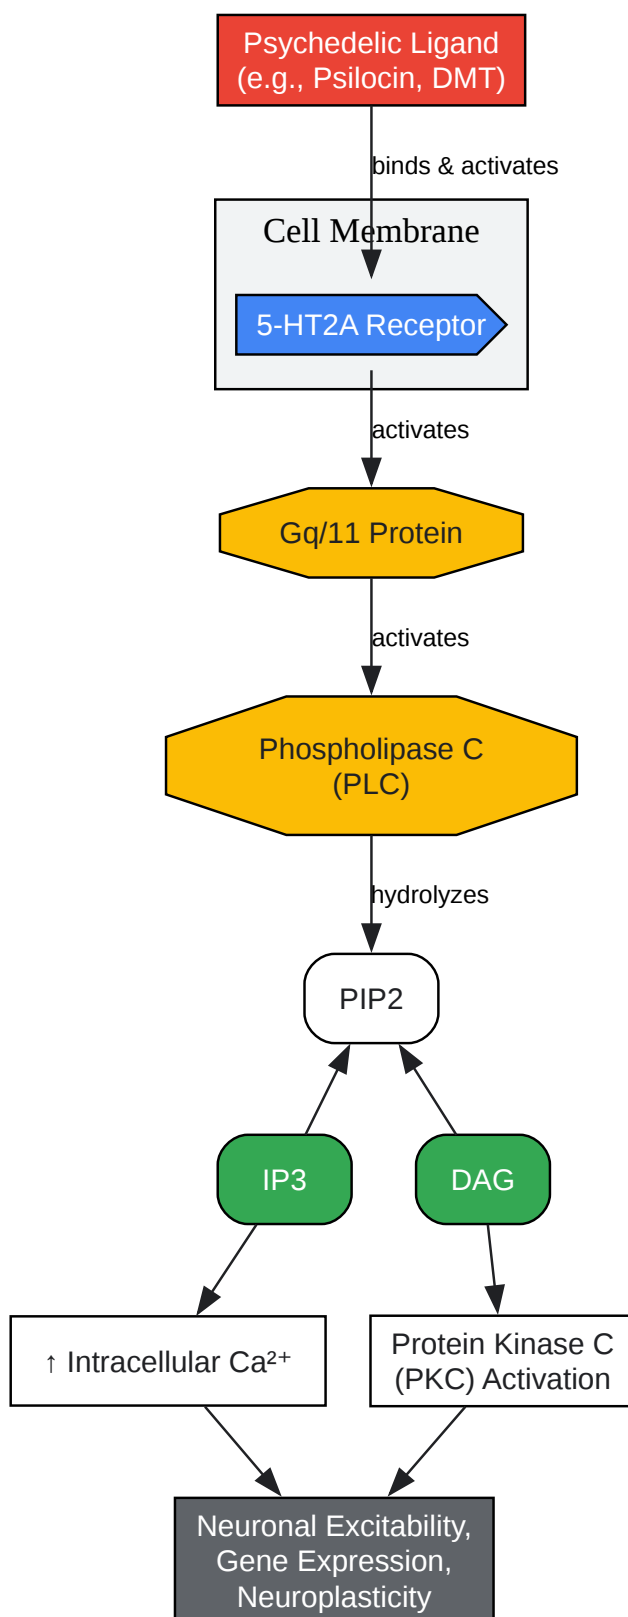 Psychedelic Ligand
(e.g., Psilocin, DMT)
binds & activates
Cell Membrane
5-HT2A Receptor
activates
Gq/11 Protein
activates
Phospholipase C
(PLC)
hydrolyzes
PIP2
IP3
DAG
↑ Intracellular Ca²⁺
Protein Kinase C
(PKC) Activation
Neuronal Excitability,
Gene Expression,
Neuroplasticity